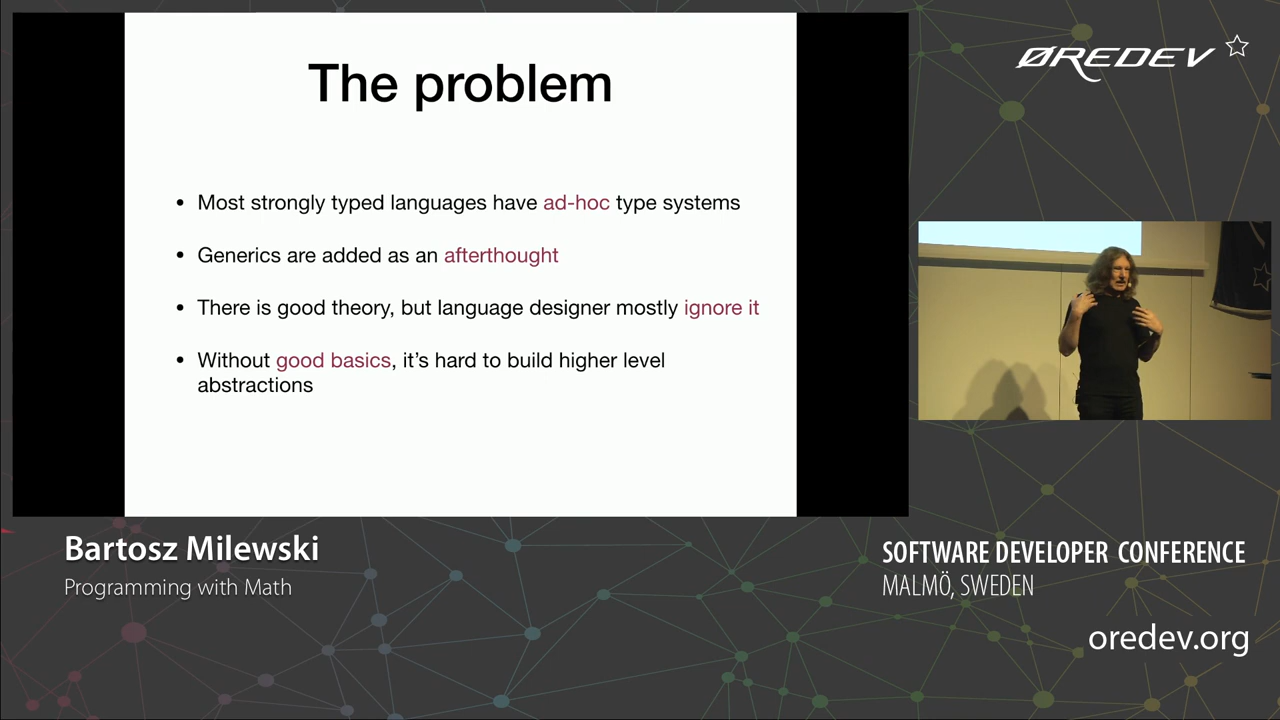 The problem
• Most strongly typed languages have ad-hoc type systems
• Generics are added as an afterthought
• There is good theory, but language designer mostly ignore it
• Without good basics, it's hard to build higher level
abstractions
ØREDEV
Bartosz Milewski
Programming with Math
SOFTWARE DEVELOPER CONFERENCE
MALMÖ, SWEDEN
oredev.org